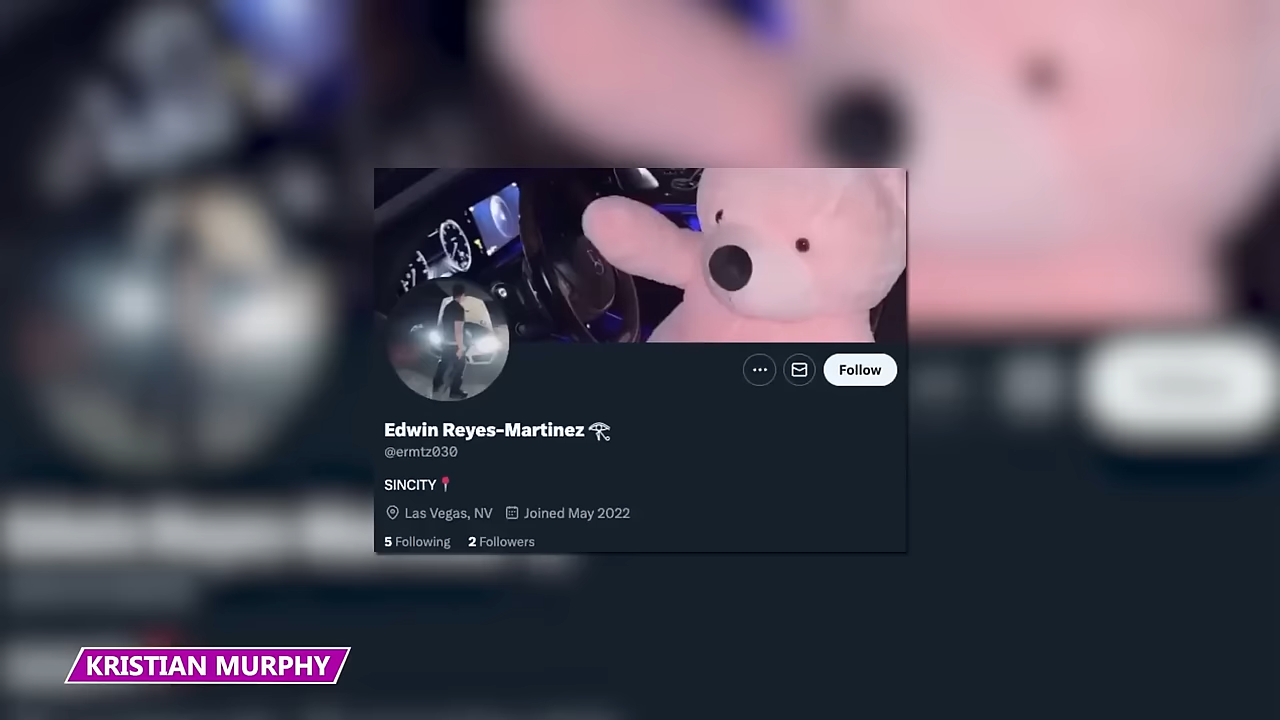 Follow
Edwin Reyes-Martinez
@ermtz030
SINCITY
Las Vegas, NV Joined May 2022
5 Following 2 Followers
KRISTIAN MURPHY